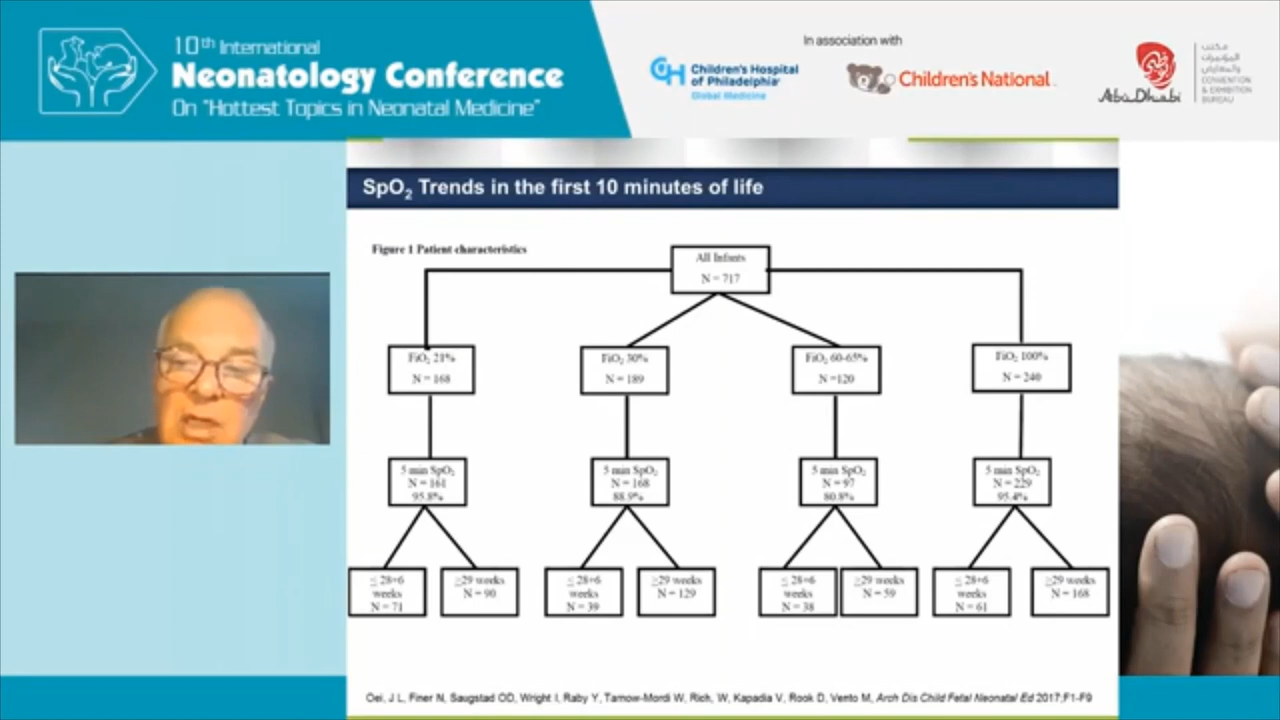 10th International
Neonatology Conference
On "Hottest Topics in Neonatal Medicine"
In association with
CH
Children's Hospital
of Philadelphia
Global Medicine
Children's National
Abu Dhabi
مكتب
المؤتمرات
والمعارض
CONVENTION
& EXHIBITION
BUREAU
SpO2 Trends in the first 10 minutes of life
Figure 1 Patient characteristics
All Infants
N = 717
FiO2 21%
N = 168
FiO2 30%
N = 189
FiO2 60-65%
N =120
FiO2 100%
N = 240
5 min SpO2
N = 161
95.8%
5 min SpO2
N = 168
88.9%
5 min SpO2
N = 97
80.8%
5 min SpO2
N = 229
95.4%
≤ 28+6
weeks
N = 71
≥29 weeks
N = 90
≤ 28+6
weeks
N = 39
≥29 weeks
N = 129
≤ 28+6
weeks
N = 38
≥29 weeks
N = 59
≤ 28+6
weeks
N = 61
≥29 weeks
N = 168
Oei, J L, Finer N, Saugstad OD, Wright I, Raby Y, Tarnow-Mordi W, Rich, W, Kapadia V, Rook D, Vento M, Arch Dis Child Fetal Neonatal Ed 2017;F1-F9